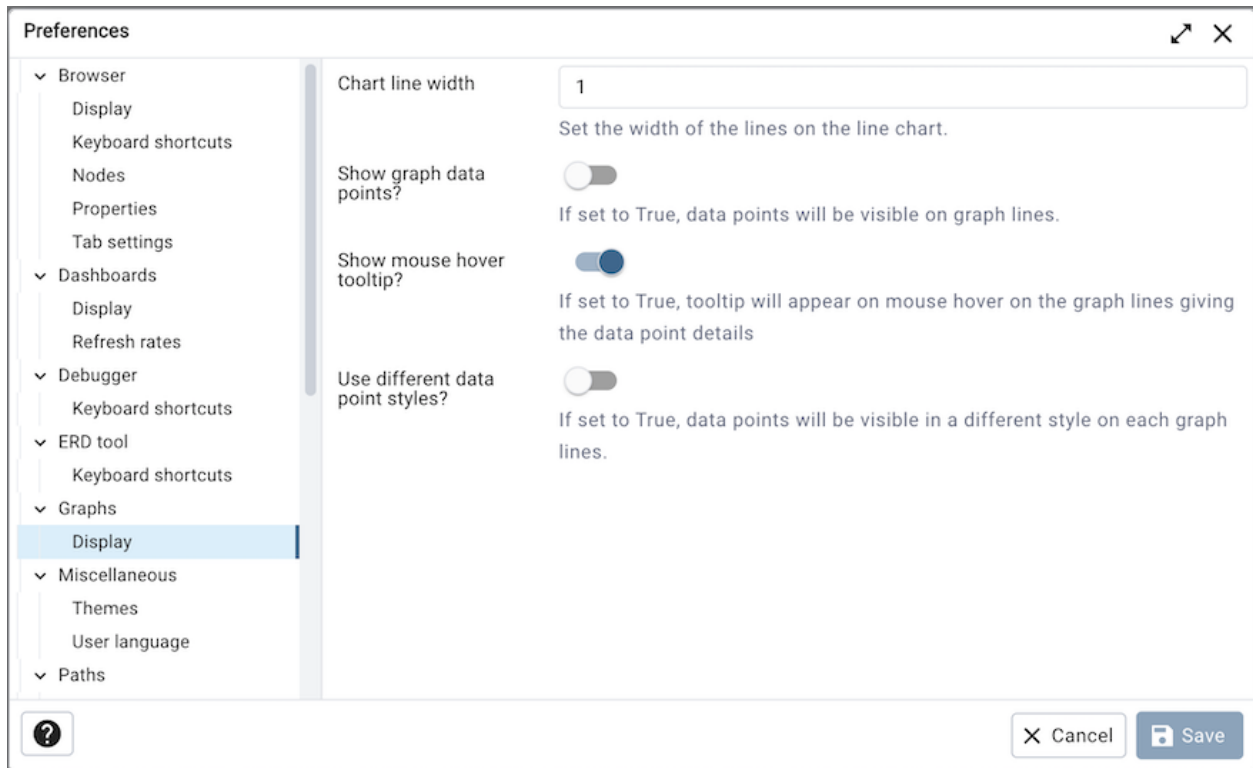 Preferences
Browser
Display
Keyboard shortcuts
Nodes
Properties
Tab settings
Dashboards
Display
Refresh rates
Debugger
Keyboard shortcuts
ERD tool
Keyboard shortcuts
Graphs
Display
Miscellaneous
Themes
User language
Paths
Chart line width
1
Set the width of the lines on the line chart.
Show graph data
points?
If set to True, data points will be visible on graph lines.
Show mouse hover
tooltip?
If set to True, tooltip will appear on mouse hover on the graph lines giving
the data point details
Use different data
point styles?
If set to True, data points will be visible in a different style on each graph
lines.
?
Cancel
Save